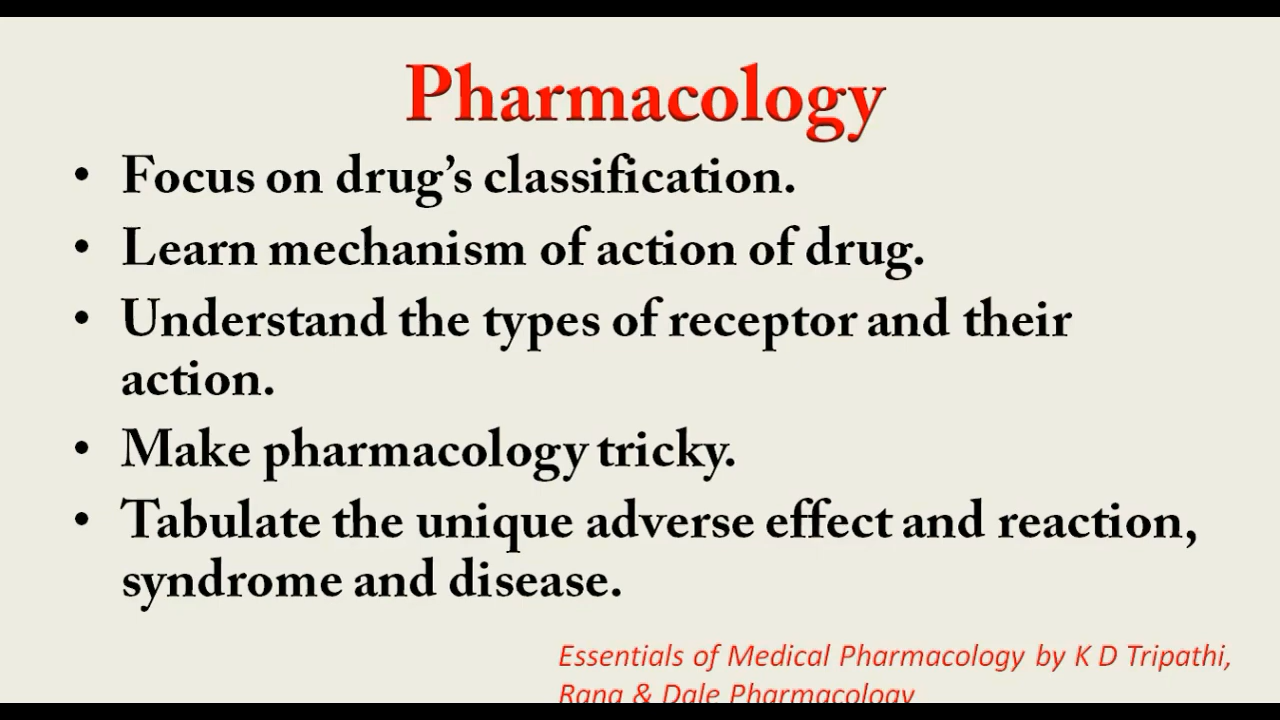 Pharmacology
• Focus on drug’s classification.
• Learn mechanism of action of drug.
• Understand the types of receptor and their
action.
• Make pharmacology tricky.
• Tabulate the unique adverse effect and reaction,
syndrome and disease.
Essentials of Medical Pharmacology by K D Tripathi,
Rang & Dale Pharmacology